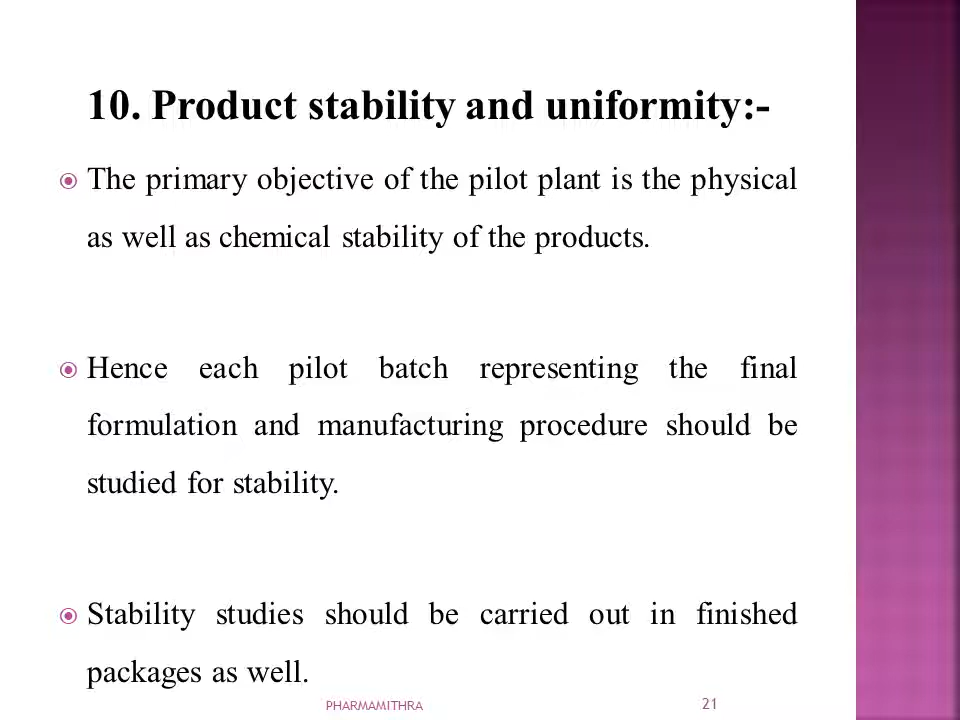 10. Product stability and uniformity:-
The primary objective of the pilot plant is the physical
as well as chemical stability of the products.
Hence each pilot batch representing the final
formulation and manufacturing procedure should be
studied for stability.
Stability studies should be carried out in finished
packages as well.
PHARMAMITHRA
21